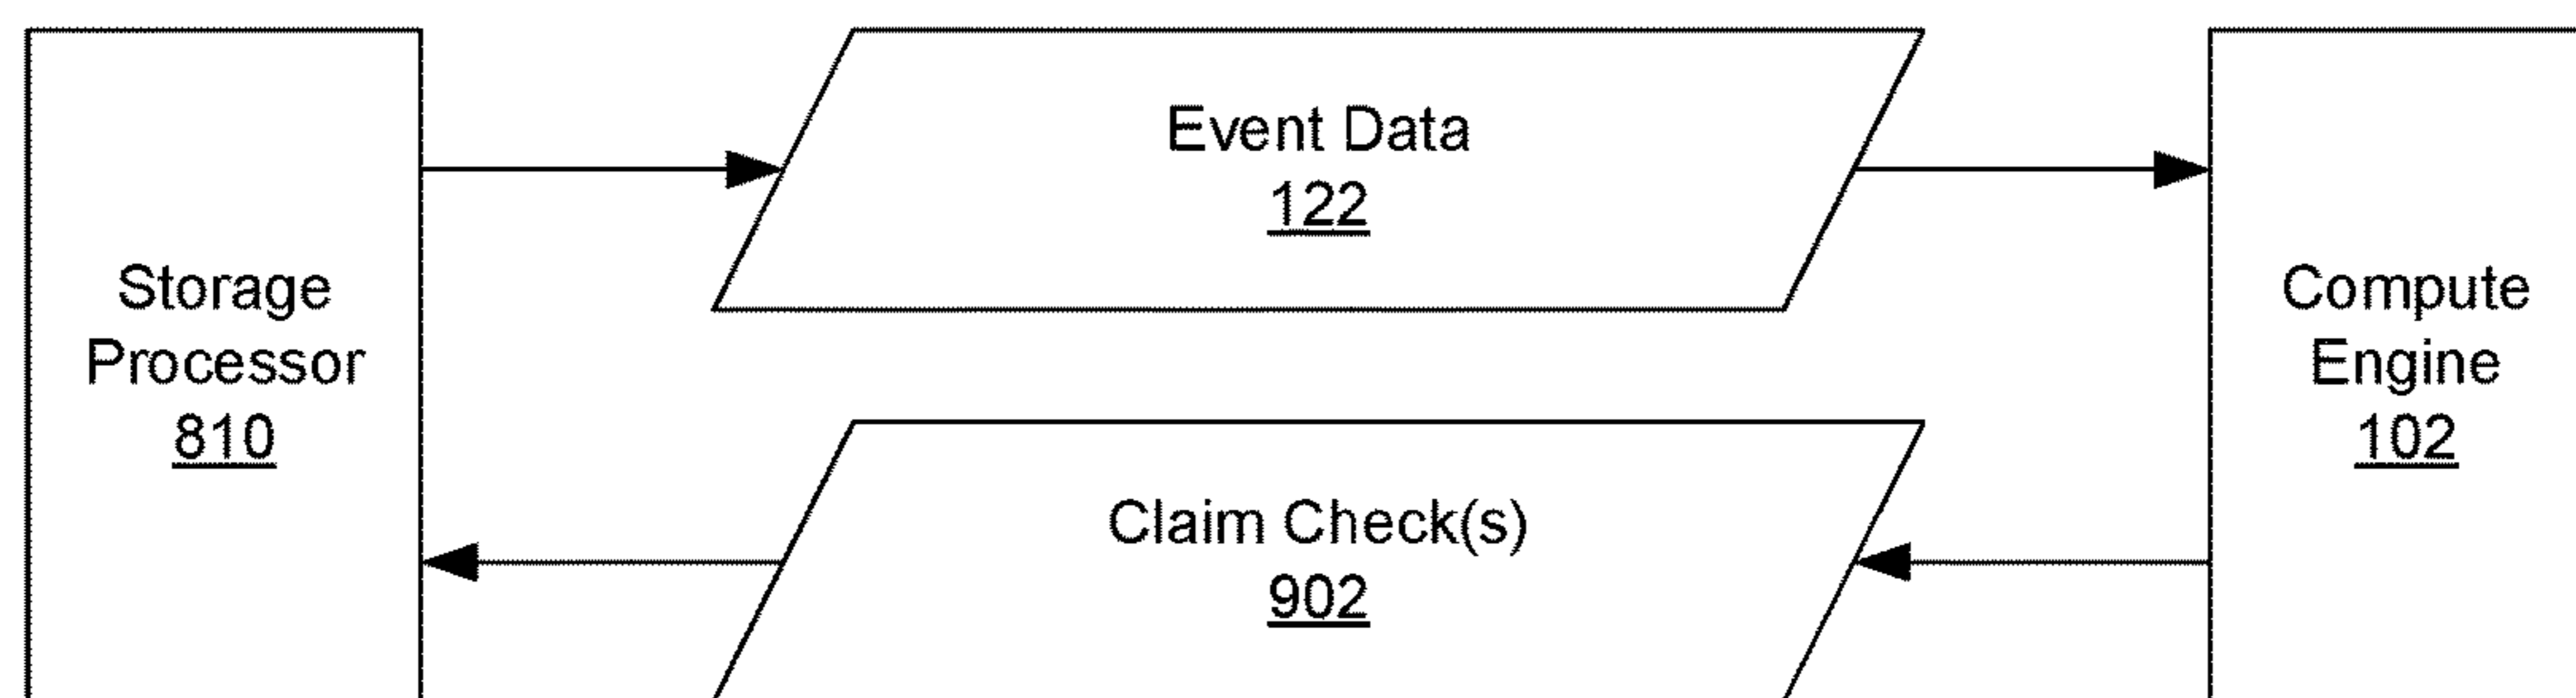 Event Data
122
Storage
Processor
810
Compute
Engine
102
Claim Check(s)
902